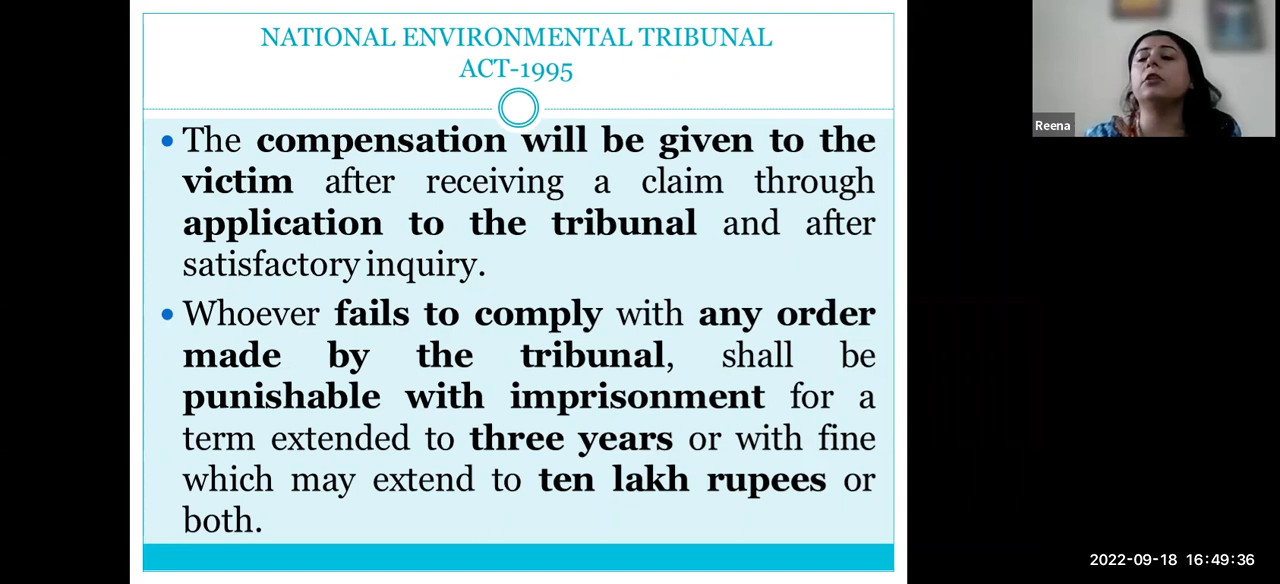 NATIONAL ENVIRONMENTAL TRIBUNAL
ACT-1995
• The compensation will be given to the
victim after receiving a claim through
application to the tribunal and after
satisfactory inquiry.
• Whoever fails to comply with any order
made by the tribunal, shall be
punishable with imprisonment for a
term extended to three years or with fine
which may extend to ten lakh rupees or
both.
Reena
2022-09-18 16:49:36